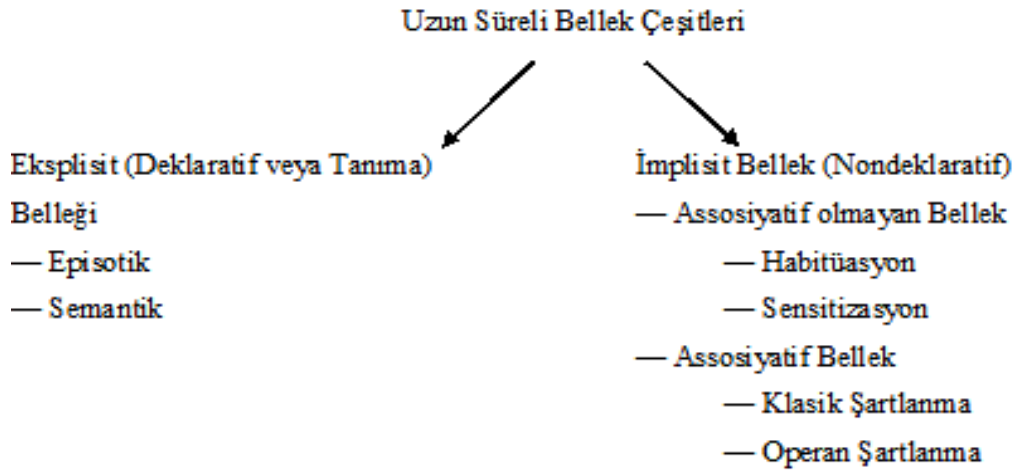 Uzun Süreli Bellek Çeşitleri
Eksplisit (Deklaratif veya Tanıma)
Belleği
— Episotik
— Semantik
İmplisit Bellek (Nondeklaratif)
— Assosiyatif olmayan Bellek
— Habitüasyon
— Sensitizasyon
— Assosiyatif Bellek
— Klasik Şartlanma
— Operan Şartlanma